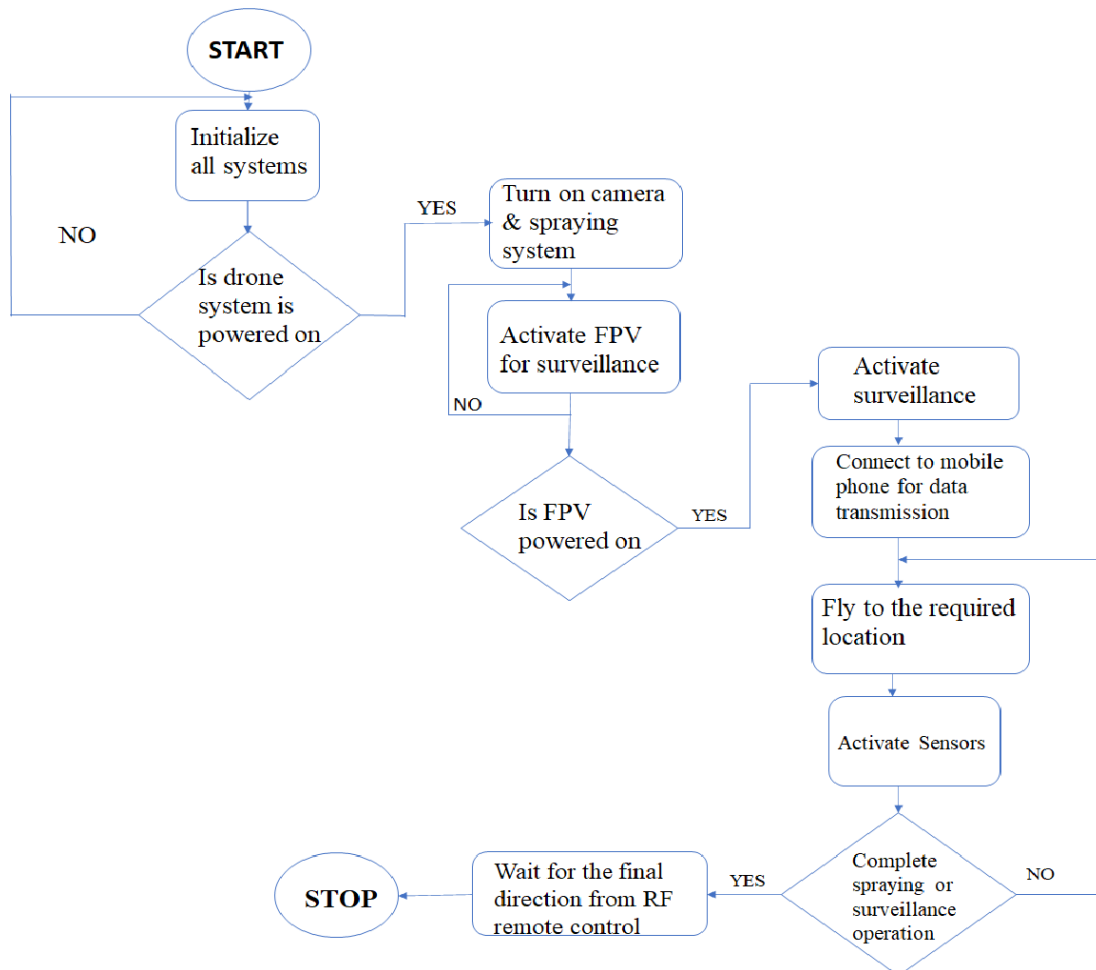 START
Initialize
all systems
NO
Is drone
system is
powered on
YES
Turn on camera
& spraying
system
Activate FPV
for surveillance
NO
Is FPV
powered on
YES
Activate
surveillance
Connect to mobile
phone for data
transmission
Fly to the required
location
Activate Sensors
Complete
spraying or
surveillance
operation
NO
YES
Wait for the final
direction from RF
remote control
STOP